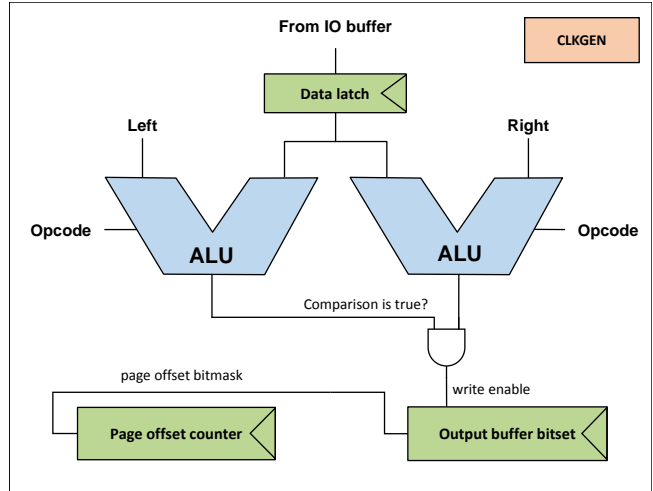 From IO buffer
CLKGEN
Data latch
Left
Right
Opcode
Opcode
ALU
ALU
Comparison is true?
page offset bitmask
write enable
Page offset counter
Output buffer bitset